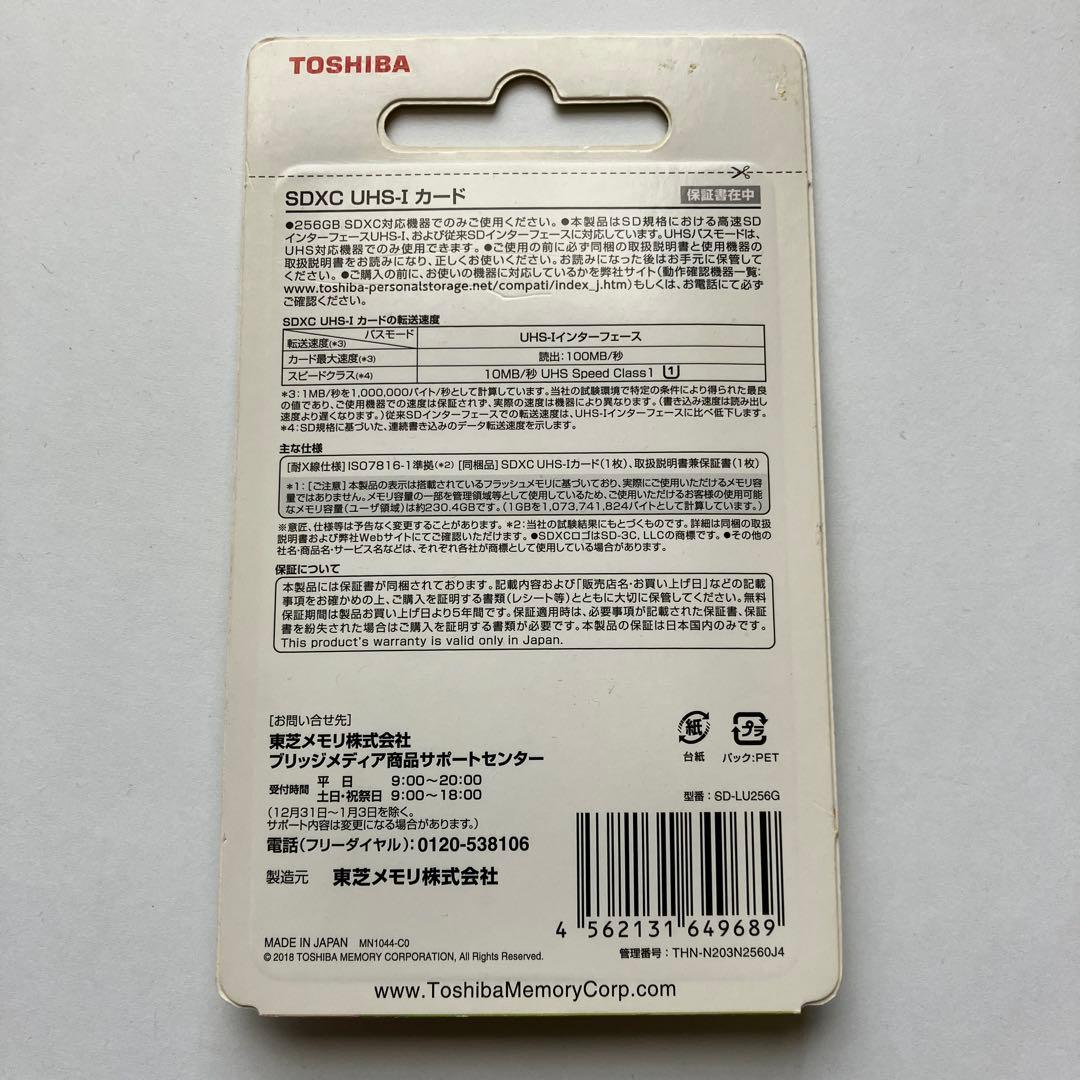 TOSHIBA
SDXC UHS-I カード
保証書在中
●256GB SDXC対応機器でのみご使用ください。●本製品はSD規格における高速SD
インターフェースUHS-I、および従来SDインターフェースに対応しています。UHSバスモードは、
UHS対応機器でのみ使用できます。●ご使用の前に必ず同梱の取扱説明書と使用機器の
取扱説明書をお読みになり、正しくお使いください。お読みになった後はお手元に保管して
ください。●ご購入の前に、お使いの機器に対応しているかを弊社サイト(動作確認機器一覧:
www.toshiba-personalstorage.net/compati/index_j.htm)もしくは、お電話にて必ず
ご確認ください。
SDXC UHS-I カードの転送速度
バスモード
転送速度(*3)
UHS-Iインターフェース
カード最大速度(*3)
読出:100MB/秒
スピードクラス(*4)
10MB/秒 UHS Speed Class1 1
*3:1MB/秒を1,000,000バイト/秒として計算しています。当社の試験環境で特定の条件により得られた最良
の値であり、ご使用機器での速度は保証されず、実際の速度は機器により異なります。(書き込み速度は読み出し
速度より遅くなります。)従来SDインターフェースでの転送速度は、UHS-Iインターフェースに比べ低下します。
*4:SD規格に基づいた、連続書き込みのデータ転送速度を示します。
主な仕様
[耐X線仕様]ISO7816-1準拠(*2) [同梱品]SDXC UHS-Iカード(1枚)、取扱説明書兼保証書(1枚)
*1:[ご注意]本製品の表示は搭載されているフラッシュメモリに基づいており、実際にご使用いただけるメモリ容
量ではありません。メモリ容量の一部を管理領域等として使用しているため、ご使用いただけるお客様の使用可能
なメモリ容量(ユーザ領域)は約230.4GBです。(1GBを1,073,741,824バイトとして計算しています。)
※意匠、仕様等は予告なく変更することがあります。*2:当社の試験結果にもとづくものです。詳細は同梱の取扱
説明書および弊社Webサイトにてご確認いただけます。●SDXCロゴはSD-3C, LLCの商標です。●その他の
社名・商品名・サービス名などは、それぞれ各社が商標として使用している場合があります。
保証について
本製品には保証書が同梱されております。記載内容および「販売店名・お買い上げ日」などの記載
事項をお確かめの上、ご購入を証明する書類(レシート等)とともに大切に保管してください。無料
保証期間は製品お買い上げ日より5年間です。保証適用時は、必要事項が記載された保証書、保証
書を紛失された場合はご購入を証明する書類が必要です。本製品の保証は日本国内のみです。
This product's warranty is valid only in Japan.
[お問い合せ先]
東芝メモリ株式会社
ブリッジメディア商品サポートセンター
受付時間 平 日 9:00〜20:00
土日・祝祭日 9:00〜18:00
(12月31日〜1月3日を除く。
サポート内容は変更になる場合があります。)
電話(フリーダイヤル):0120-538106
製造元 東芝メモリ株式会社
紙
台紙
プラ
パック:PET
型番:SD-LU256G
4 562131 649689
管理番号:THN-N203N2560J4
MADE IN JAPAN MN1044-C0
© 2018 TOSHIBA MEMORY CORPORATION, All Rights Reserved.
www.ToshibaMemoryCorp.com